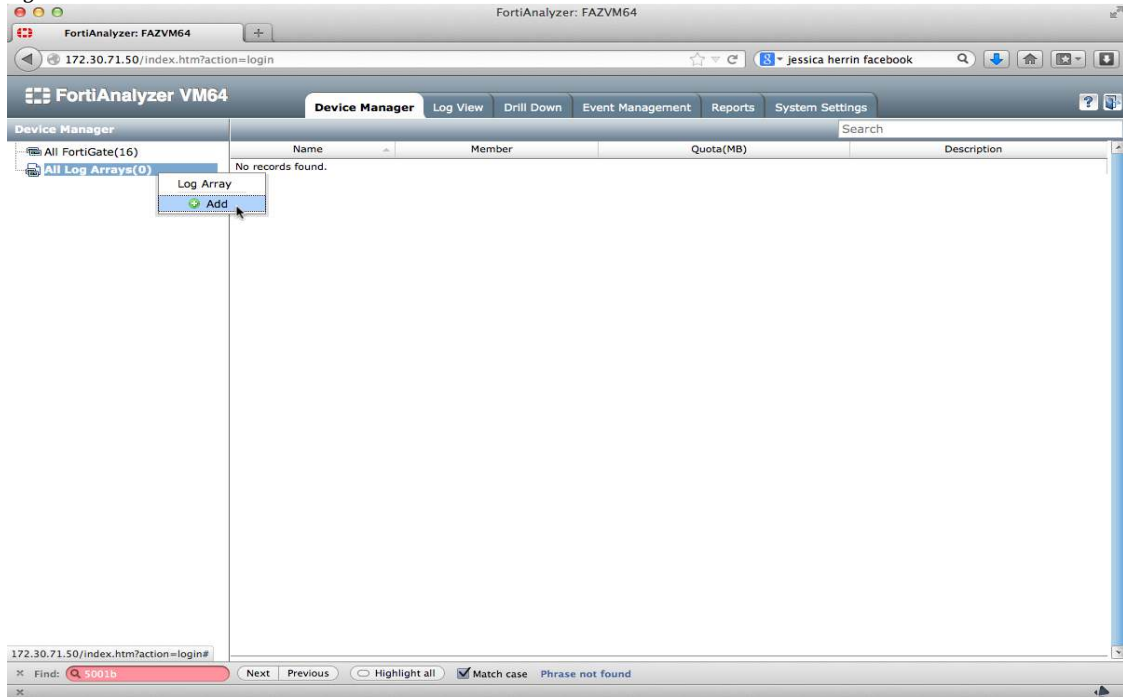 FortiAnalyzer: FAZVM64
FortiAnalyzer: FAZVM64
172.30.71.50/index.htm?action=login
jessica herrin facebook
FortiAnalyzer VM64
Device Manager Log View Drill Down Event Management Reports System Settings
?
Device Manager
Search
All FortiGate(16)
All Log Arrays(0)
Name Member Quota(MB) Description
No records found.
Log Array
Add
172.30.71.50/index.htm?action=login#
× Find: 5001b Next Previous Highlight all Match case Phrase not found
×